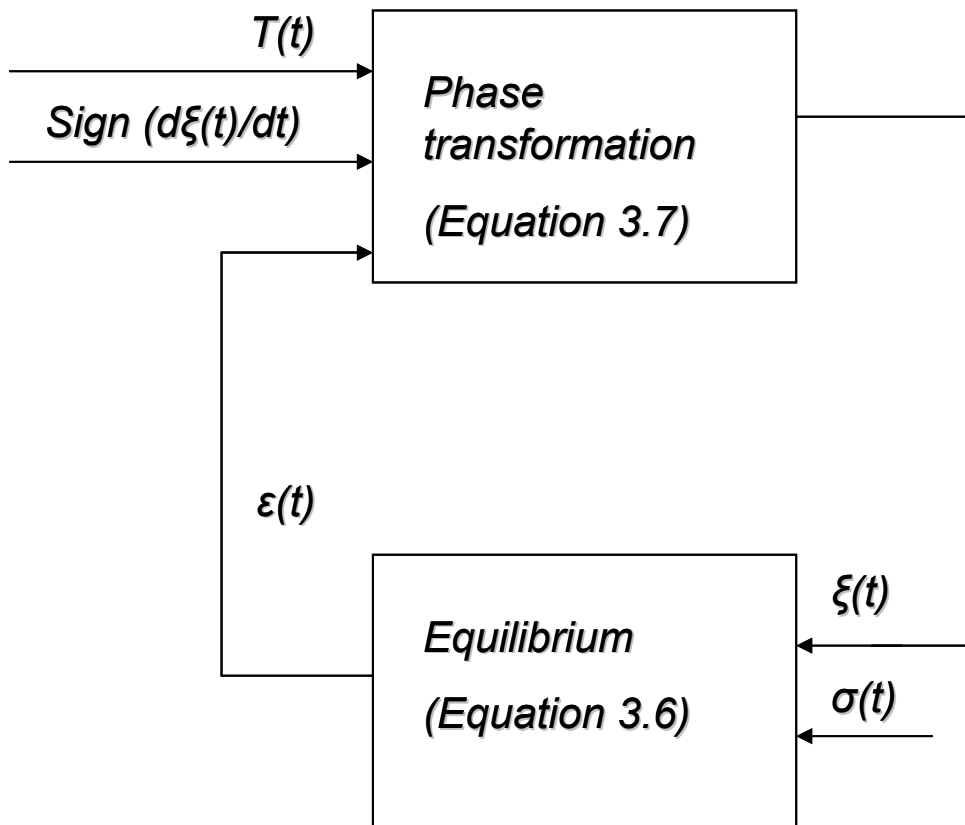 T(t)
Sign (dξ(t)/dt)
Phase
transformation
(Equation 3.7)
ε(t)
Equilibrium
(Equation 3.6)
ξ(t)
σ(t)